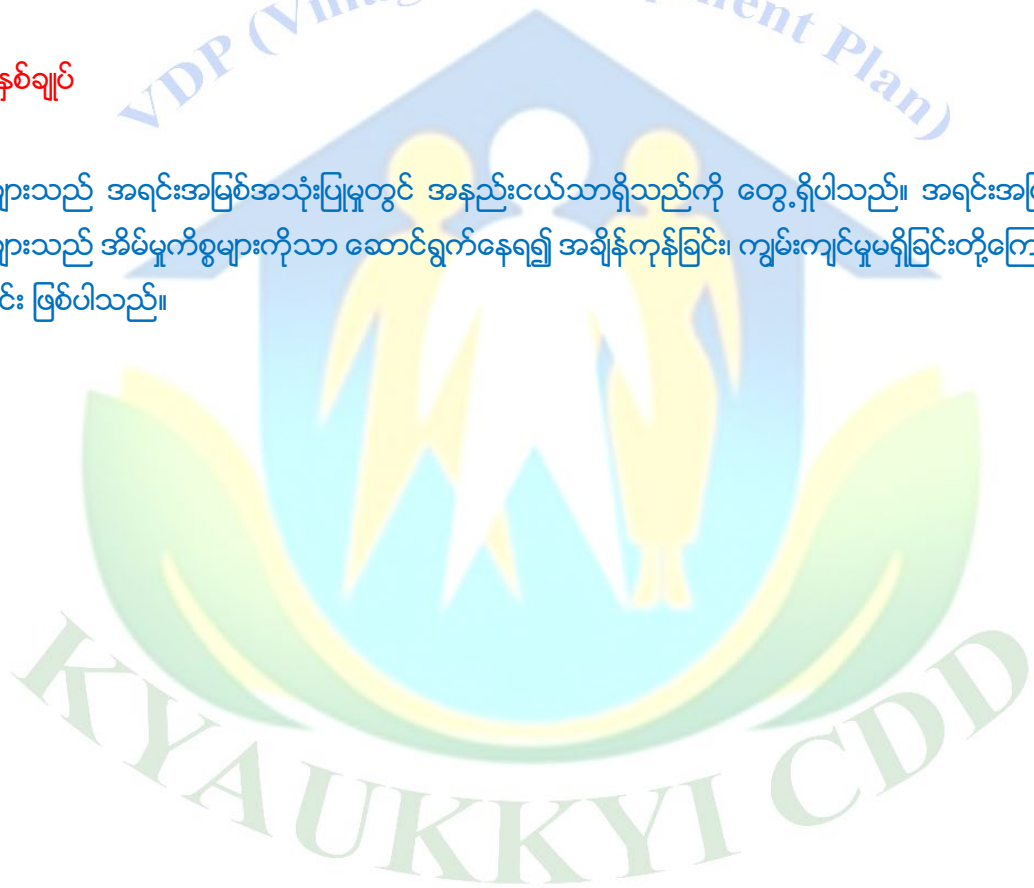 VDP (Village Development Plan)
နှစ်ချုပ်
များသည် အရင်းအမြစ်အသုံးပြုမှုတွင် အနည်းငယ်သာရှိသည်ကို တွေ့ရှိပါသည်။
များသည် အိမ်မှုကိစ္စများကိုသာ ဆောင်ရွက်နေရ၍ အချိန်ကုန်ခြင်း၊ ကျွမ်းကျင်မှုမရှိခြင်းတို့ကြော
ဖြစ်ပါသည်။
KYAUKKYI CDD